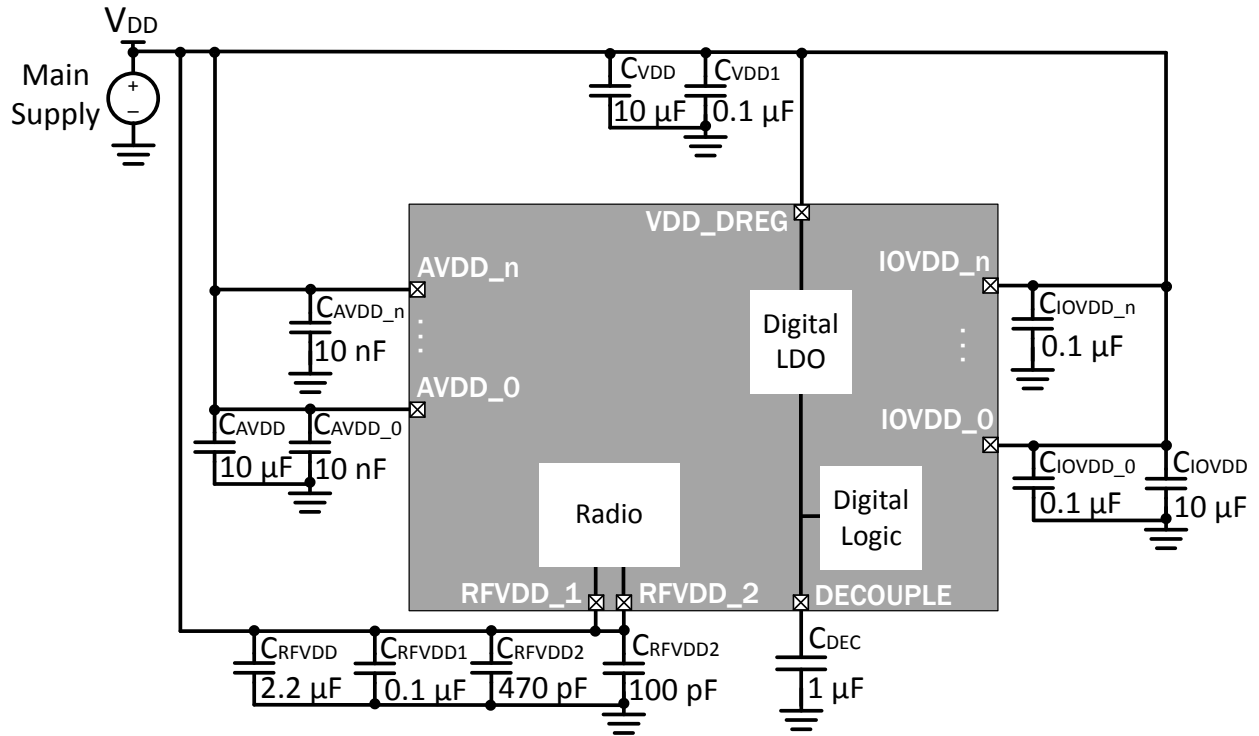 VDD
Main
Supply
+
–
CVDD
10 µF
CVDD1
0.1 µF
VDD_DREG
AVDD_n
IOVDD_n
CAVDD_n
10 nF
Digital
LDO
CIOVDD_n
0.1 µF
AVDD_0
IOVDD_0
CAVDD
10 µF
CAVDD_0
10 nF
CIOVDD_0
0.1 µF
CIOVDD
10 µF
Radio
Digital
Logic
RFVDD_1
RFVDD_2
DECOUPLE
CRFVDD
2.2 µF
CRFVDD1
0.1 µF
CRFVDD2
470 pF
CRFVDD2
100 pF
CDEC
1 µF